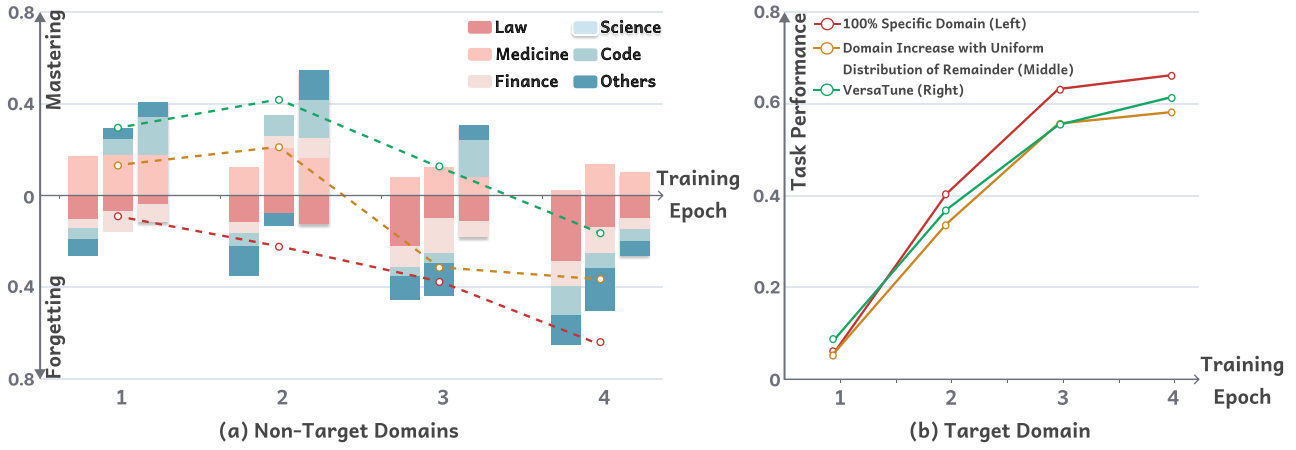 0.8
0.4
0
0.4
0.8
Mastering
Forgetting
Law
Science
Medicine
Code
Finance
Others
Training
Epoch
1
2
3
4
(a) Non-Target Domains
0.8
0.6
0.4
0.2
0
Task Performance
100% Specific Domain (Left)
Domain Increase with Uniform
Distribution of Remainder (Middle)
VersaTune (Right)
Training
Epoch
1
2
3
4
(b) Target Domain